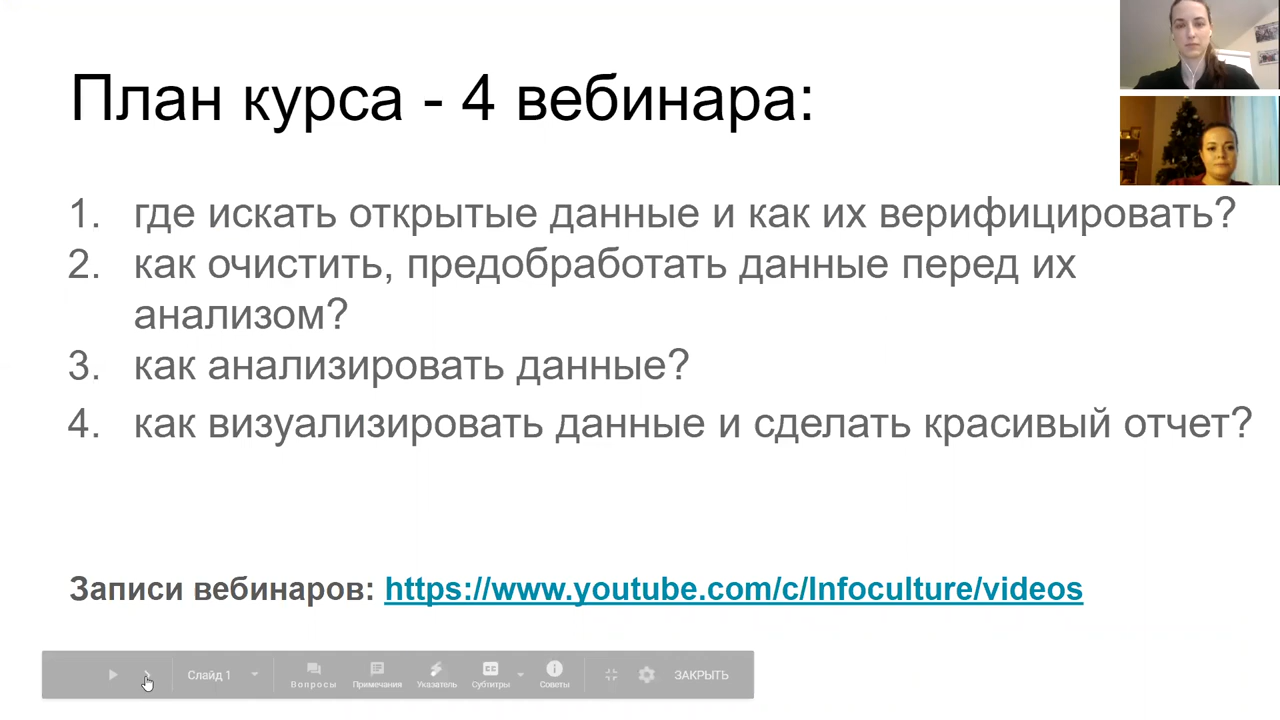 План курса - 4 вебинара:
1. где искать открытые данные и как их верифицировать?
2. как очистить, предобработать данные перед их
анализом?
3. как анализировать данные?
4. как визуализировать данные и сделать красивый отчет?
Записи вебинаров: https://www.youtube.com/c/Infoculture/videos
Слайд 1 Вопросы Примечания Указатель CC Субтитры Советы ЗАКРЫТЬ